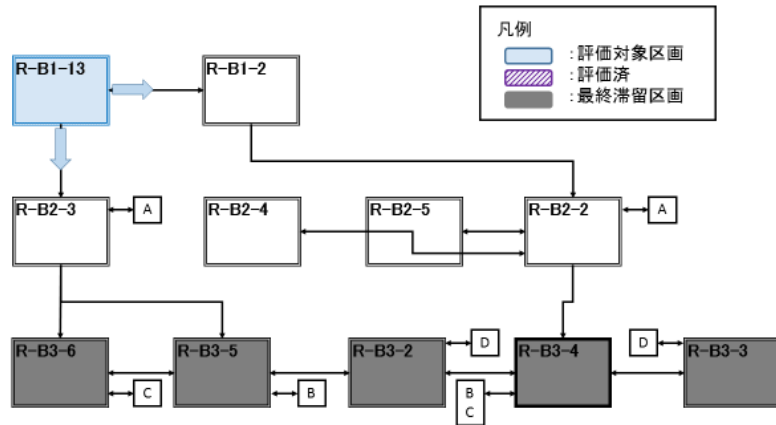 凡例
:評価対象区画
:評価済
:最終滞留区画
R-B1-13
R-B1-2
R-B2-3
A
R-B2-4
R-B2-5
R-B2-2
A
R-B3-6
C
R-B3-5
B
R-B3-2
D
B
C
R-B3-4
D
R-B3-3